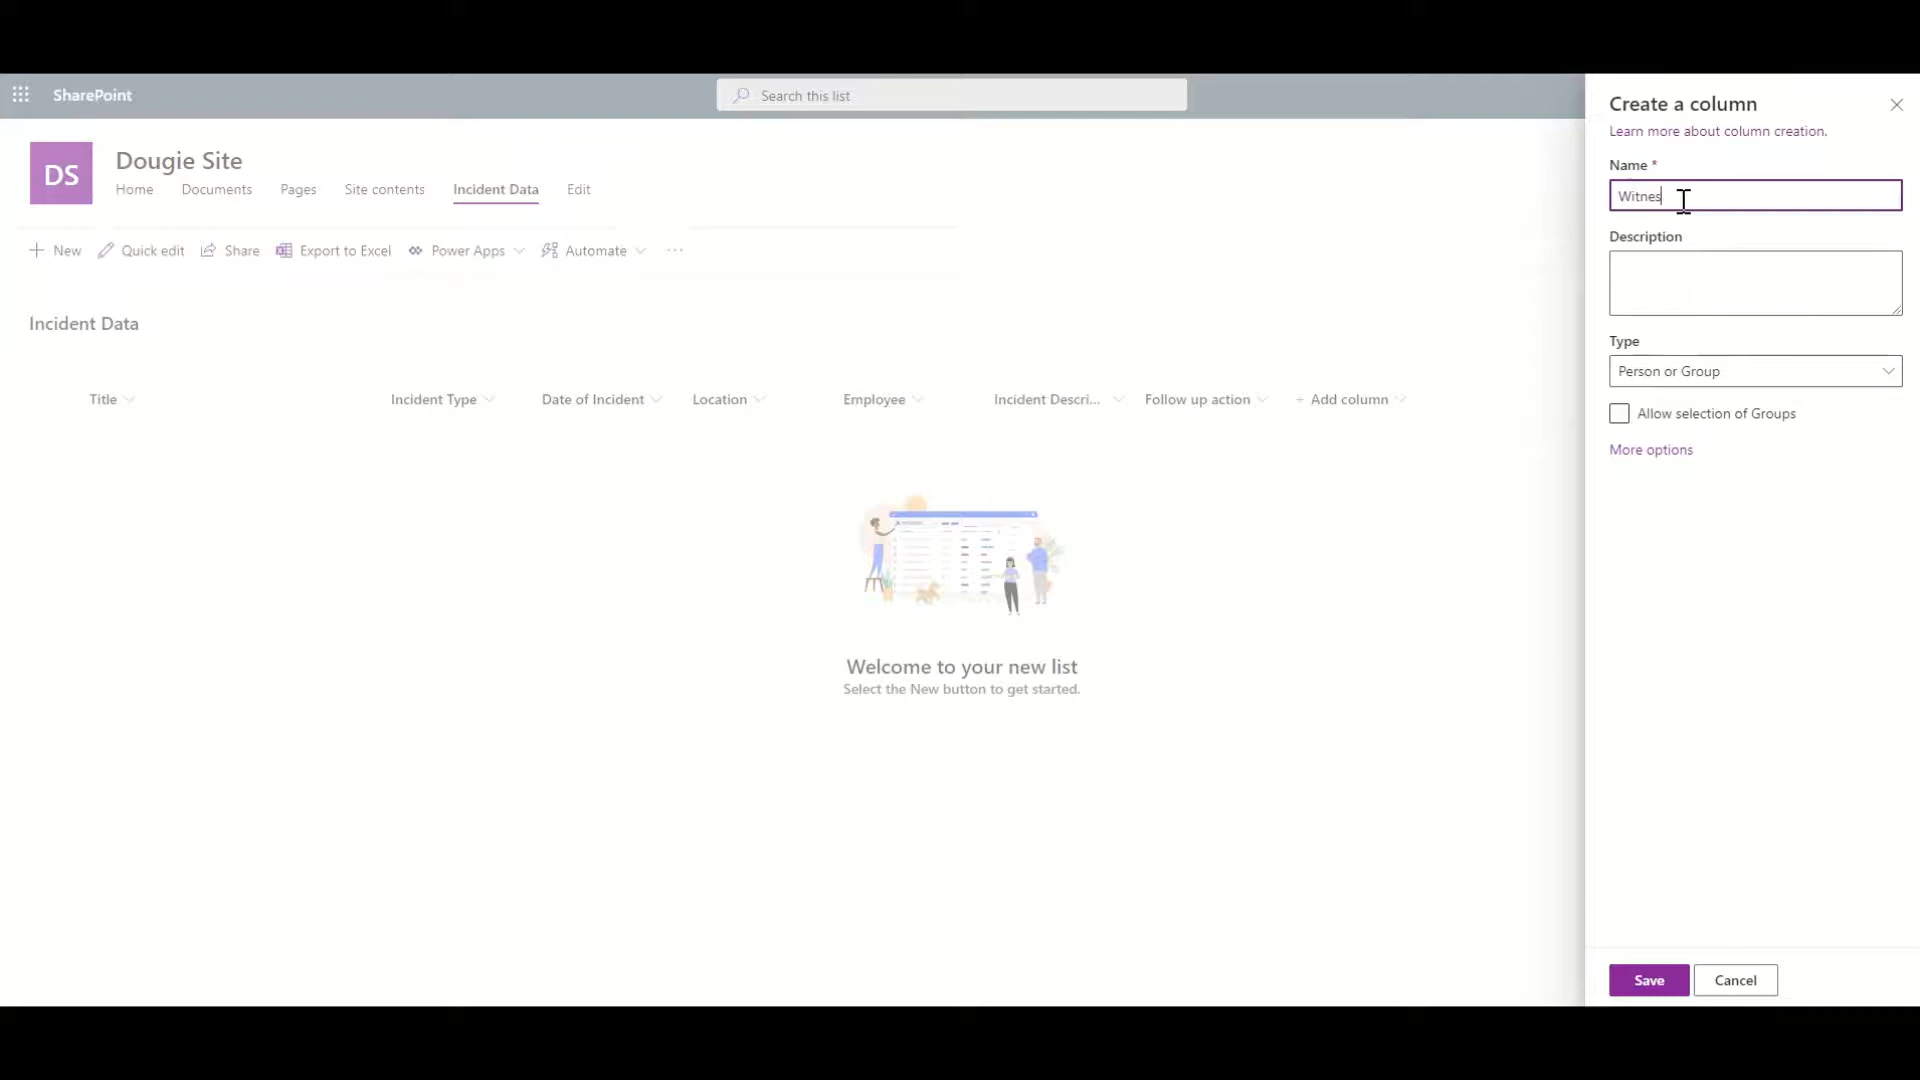 SharePoint
Search this list
DS
Dougie Site
Home Documents Pages Site contents Incident Data Edit
New Quick edit Share Export to Excel Power Apps Automate ...
Incident Data
Title Incident Type Date of Incident Location Employee Incident Descri... Follow up action + Add column
Welcome to your new list
Select the New button to get started.
Create a column
Learn more about column creation.
Name *
Witnes
Description
Type
Person or Group
Allow selection of Groups
More options
Save Cancel